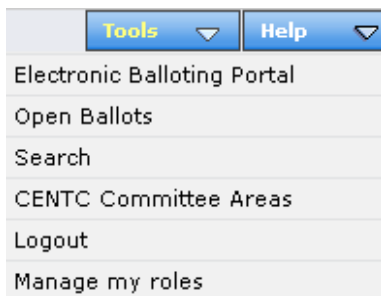 Tools Help
Electronic Balloting Portal
Open Ballots
Search
CENTC Committee Areas
Logout
Manage my roles